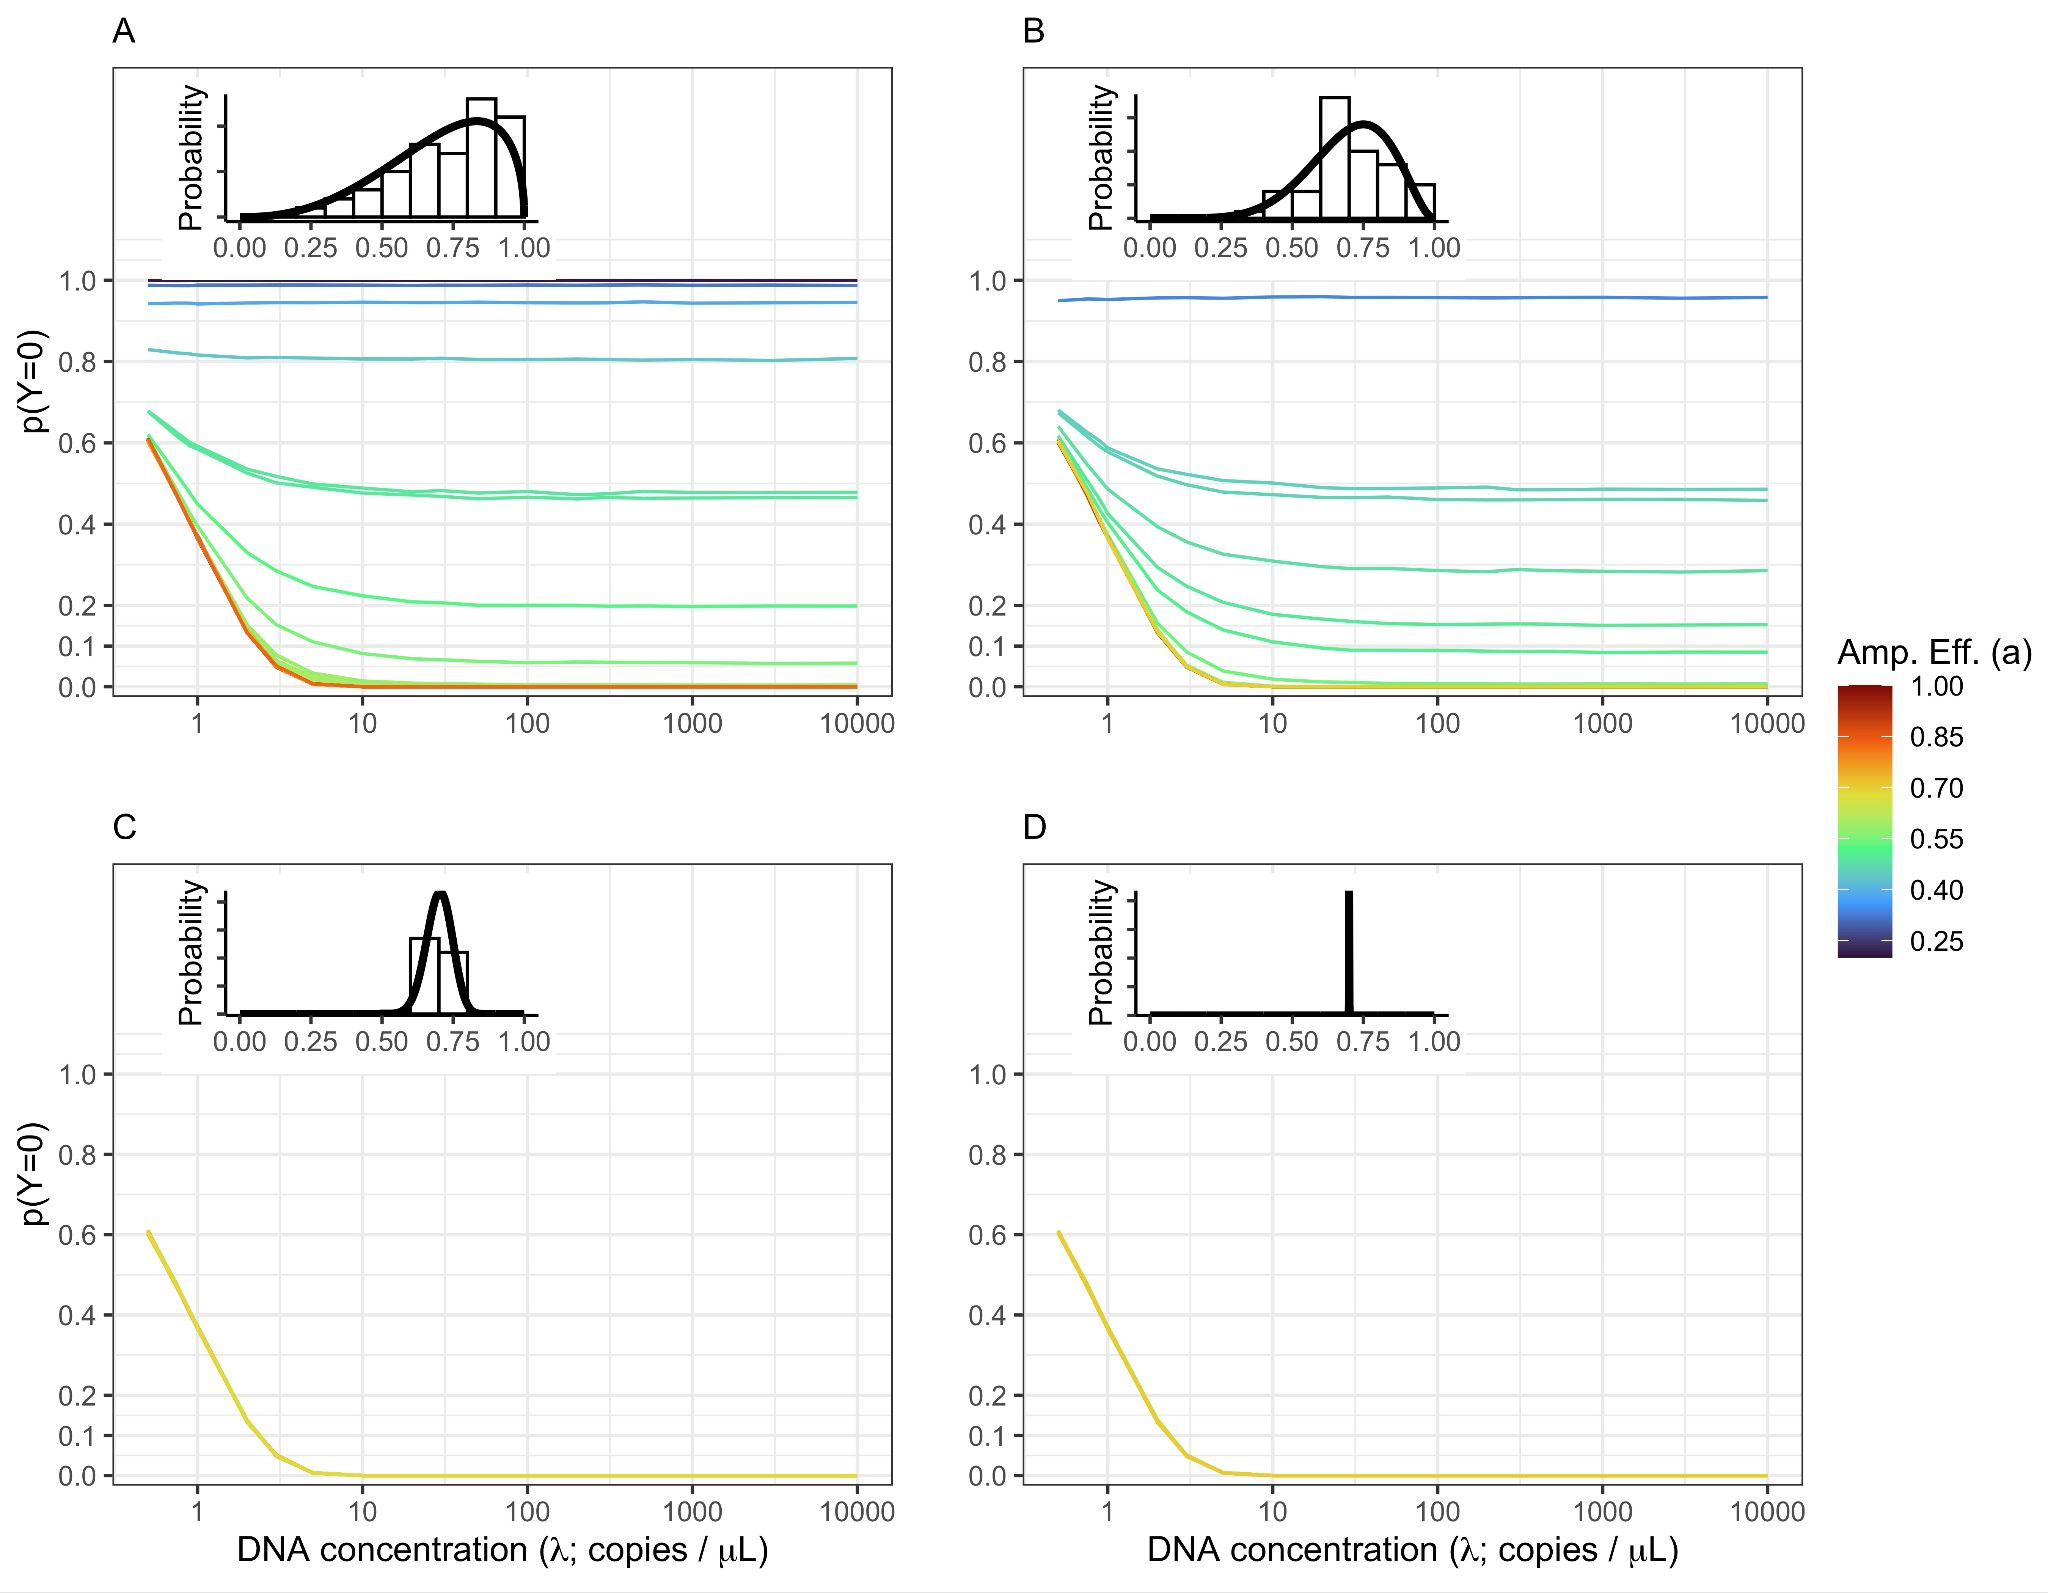 A
B
Probability
0.00 0.25 0.50 0.75 1.00
Probability
0.00 0.25 0.50 0.75 1.00
p(Y=0)
1.0
0.8
0.6
0.4
0.2
0.1
0.0
1 10 100 1000 10000
1.0
0.8
0.6
0.4
0.2
0.1
0.0
1 10 100 1000 10000
Amp. Eff. (a)
1.00
0.85
0.70
0.55
0.40
0.25
C
D
Probability
0.00 0.25 0.50 0.75 1.00
Probability
0.00 0.25 0.50 0.75 1.00
p(Y=0)
1.0
0.8
0.6
0.4
0.2
0.1
0.0
1 10 100 1000 10000
DNA concentration (λ; copies / μL)
1.0
0.8
0.6
0.4
0.2
0.1
0.0
1 10 100 1000 10000
DNA concentration (λ; copies / μL)